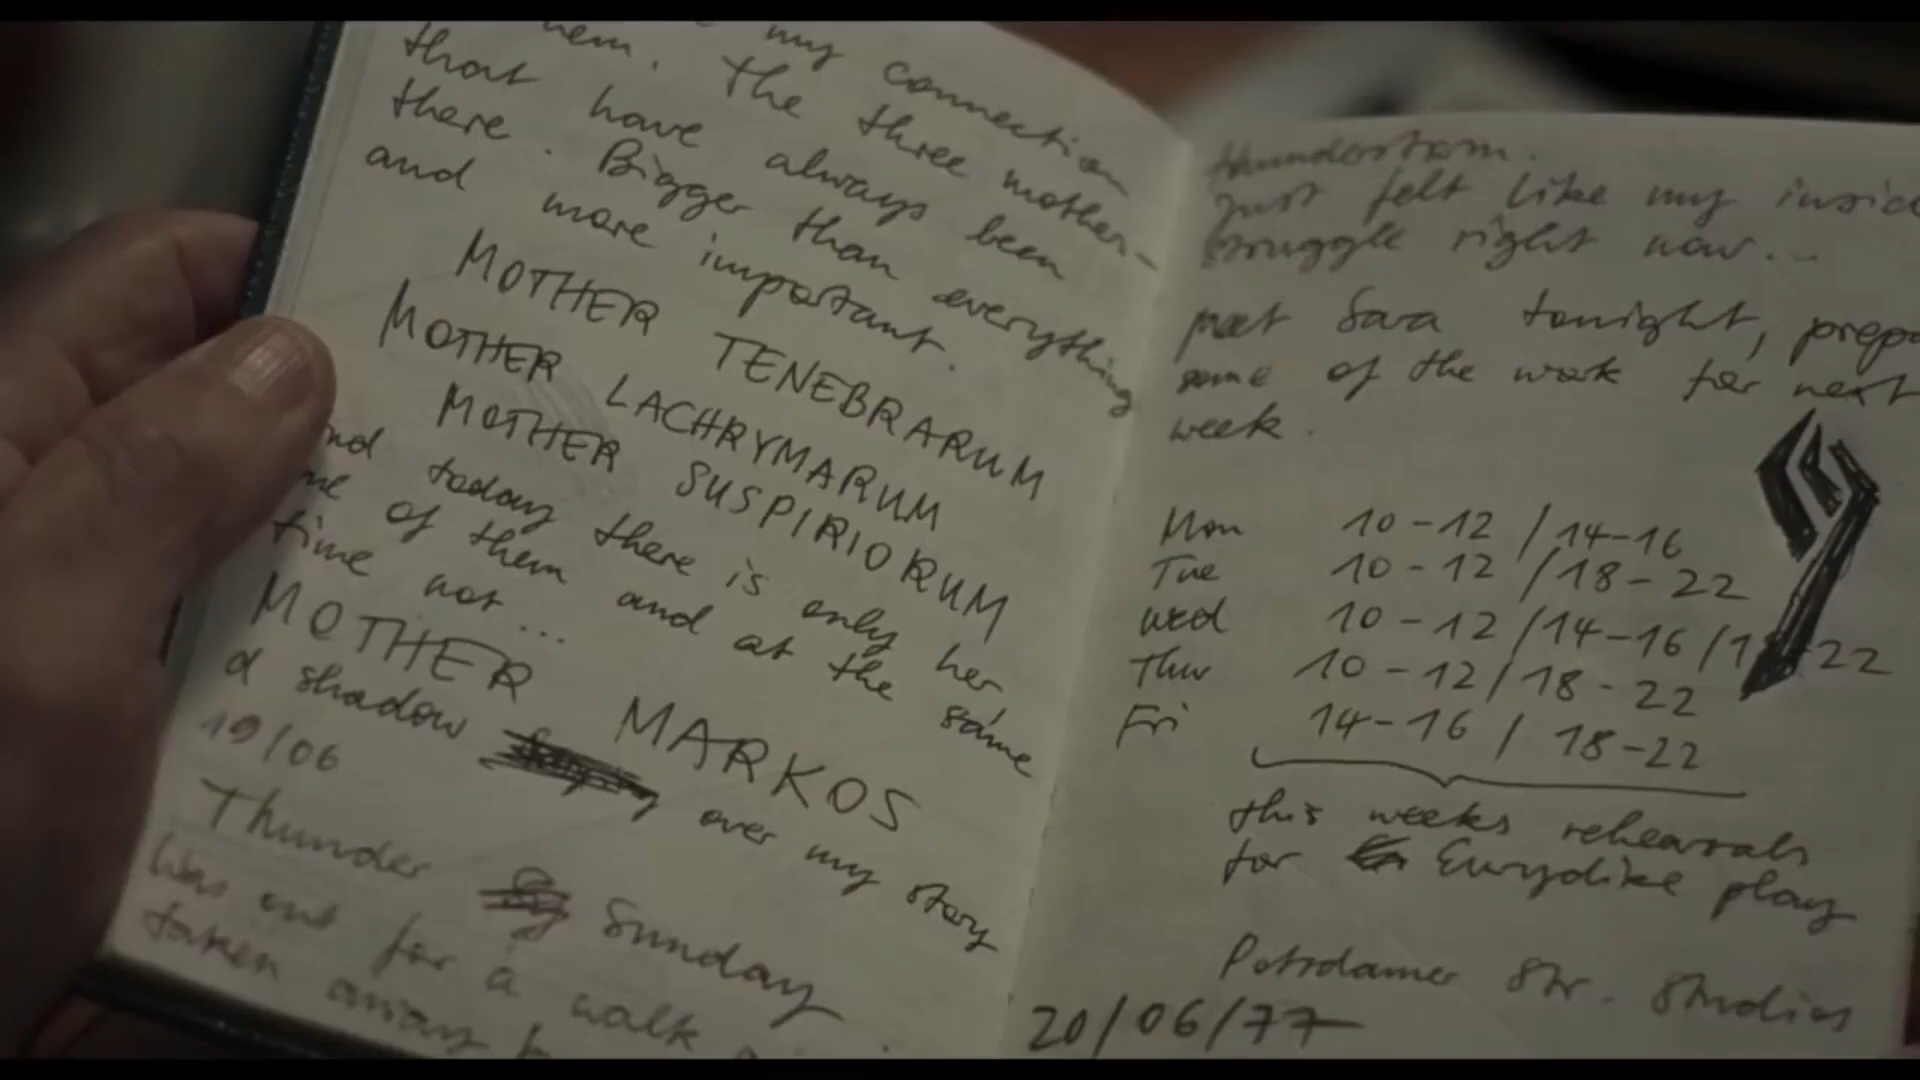 my connection
them. The three mother-
that have always been
there. Bigger than everything
and more important.
MOTHER TENEBRARUM
MOTHER LACHRYMARUM
MOTHER SUSPIRIORUM
and today there is only her
of them and at the same
time not...
MOTHER MARKOS
a shadow over my story
19/06
Thunder Sunday
Was out for a walk
taken away
thunderstorm.
Just felt like my insid
struggle right now...
meet Sara tonight, prepa
some of the work for next
week.
Mon 10-12 / 14-16
Tue 10-12 / 18-22
Wed 10-12 / 14-16 / 1 -22
Thur 10-12 / 18-22
Fri 14-16 / 18-22
this weeks rehearsals
for Eurydike play
Potsdamer Str. Studios
20/06/77